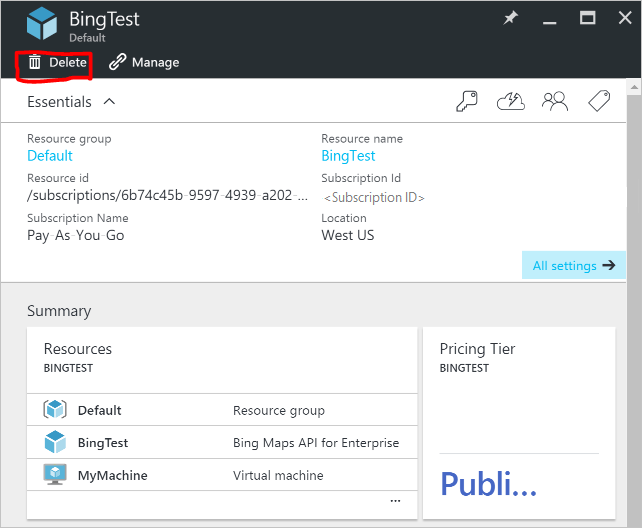 BingTest
Default
Delete Manage
Essentials
Resource group Resource name
Default BingTest
Resource id Subscription Id
/subscriptions/6b74c45b-9597-4939-a202-... <Subscription ID>
Subscription Name Location
Pay-As-You-Go West US
All settings
Summary
Resources Pricing Tier
BINGTEST BINGTEST
Default Resource group
BingTest Bing Maps API for Enterprise
MyMachine Virtual machine
Publi...
...